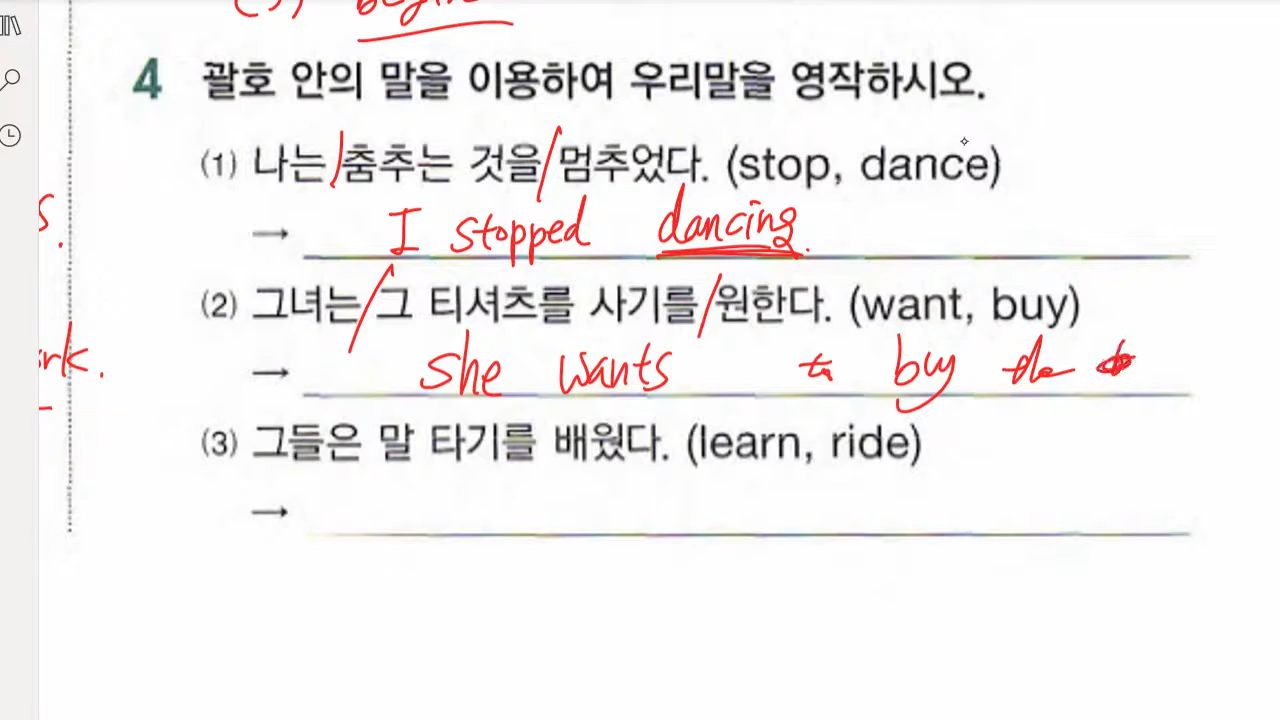 4 괄호 안의 말을 이용하여 우리말을 영작하시오.
(1) 나는/춤추는 것을/멈추었다. (stop, dance)
→ I stopped dancing.
(2) 그녀는/그 티셔츠를 사기를/원한다. (want, buy)
→ she wants to buy the
(3) 그들은 말 타기를 배웠다. (learn, ride)
→